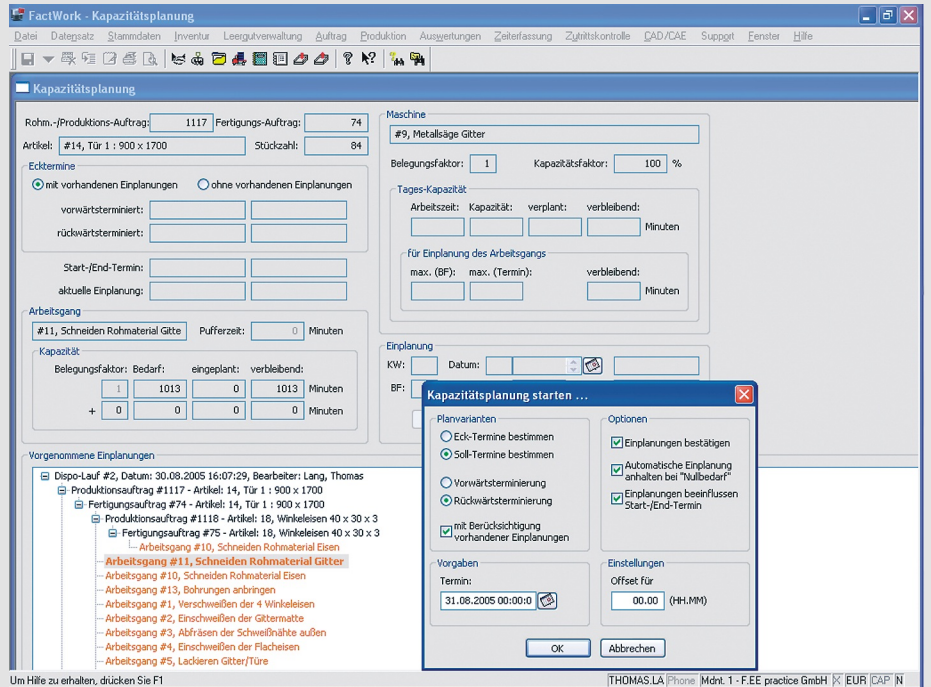 FactWork - Kapazitätsplanung
Datei Datensatz Stammdaten Inventur Leergutverwaltung Auftrag Produktion Auswertungen Zeiterfassung Zutrittskontrolle CAD/CAE Support Fenster Hilfe
Kapazitätsplanung
Rohm.-/Produktions-Auftrag: 1117 Fertigungs-Auftrag: 74
Artikel: #14, Tür 1 : 900 x 1700 Stückzahl: 84
Ecktermine
mit vorhandenen Einplanungen ohne vorhandenen Einplanungen
vorwärtsterminiert:
rückwärtsterminiert:
Start-/End-Termin:
aktuelle Einplanung:
Arbeitsgang
#11, Schneiden Rohmaterial Gitte Pufferzeit: 0 Minuten
Kapazität
Belegungsfaktor: Bedarf: eingeplant: verbleibend:
1 1013 0 1013 Minuten
+ 0 0 0 0 Minuten
Maschine
#9, Metallsäge Gitter
Belegungsfaktor: 1 Kapazitätsfaktor: 100 %
Tages-Kapazität
Arbeitszeit: Kapazität: verplant: verbleibend:
Minuten
für Einplanung des Arbeitsgangs
max. (BF): max. (Termin): verbleibend:
Minuten
Einplanung
KW: Datum:
BF:
Vorgenommene Einplanungen
Dispo-Lauf #2, Datum: 30.08.2005 16:07:29, Bearbeiter: Lang, Thomas
Produktionsauftrag #1117 - Artikel: 14, Tür 1 : 900 x 1700
Fertigungsauftrag #74 - Artikel: 14, Tür 1 : 900 x 1700
Produktionsauftrag #1118 - Artikel: 18, Winkeleisen 40 x 30 x 3
Fertigungsauftrag #75 - Artikel: 18, Winkeleisen 40 x 30 x 3
Arbeitsgang #10, Schneiden Rohmaterial Eisen
Arbeitsgang #11, Schneiden Rohmaterial Gitter
Arbeitsgang #10, Schneiden Rohmaterial Eisen
Arbeitsgang #13, Bohrungen anbringen
Arbeitsgang #1, Verschweißen der 4 Winkeleisen
Arbeitsgang #2, Einschweißen der Gittermatte
Arbeitsgang #3, Abfräsen der Schweißnähte außen
Arbeitsgang #4, Einschweißen der Flacheisen
Arbeitsgang #5, Lackieren Gitter/Türe
Kapazitätsplanung starten ...
Planvarianten
Eck-Termine bestimmen
Soll-Termine bestimmen
Vorwärtsterminierung
Rückwärtsterminierung
mit Berücksichtigung
vorhandener Einplanungen
Optionen
Einplanungen bestätigen
Automatische Einplanung
anhalten bei "Nullbedarf"
Einplanungen beeinflussen
Start-/End-Termin
Vorgaben
Termin:
31.08.2005 00:00:0
Einstellungen
Offset für
00.00 (HH.MM)
OK Abbrechen
Um Hilfe zu erhalten, drücken Sie F1
THOMAS.LA Phone Mdnt. 1 - F.EE practice GmbH X EUR CAP N